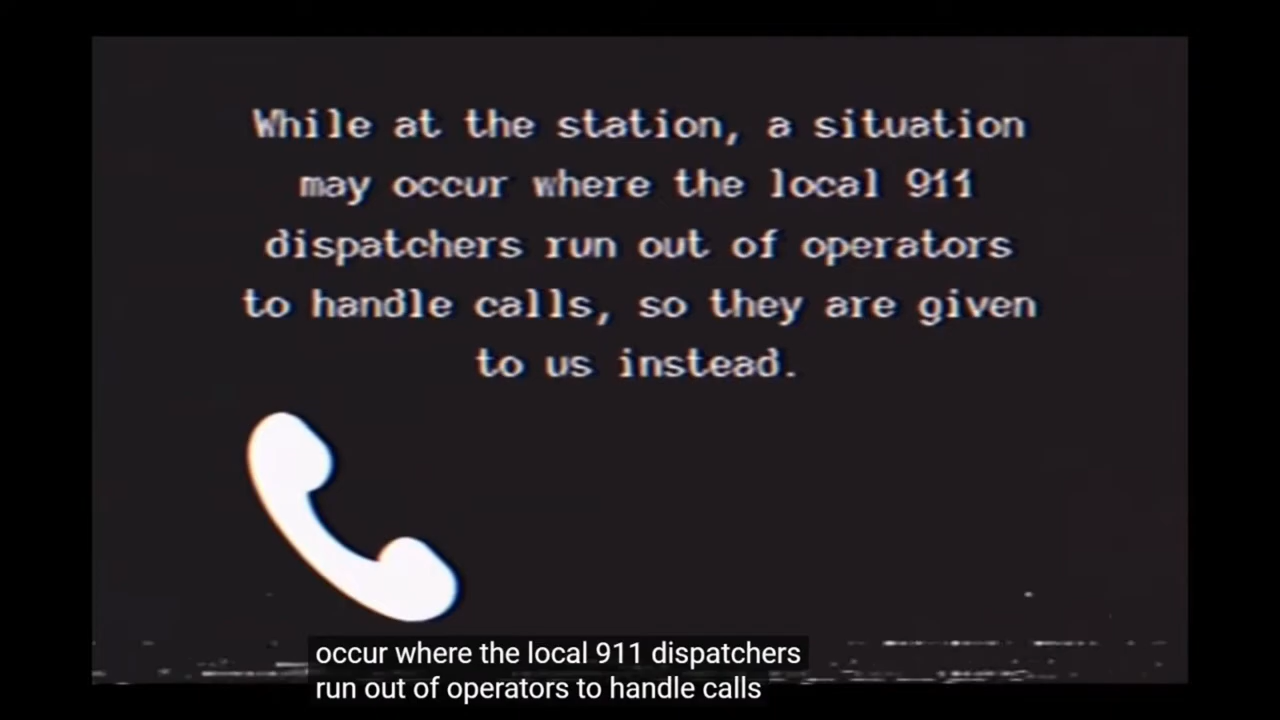 While at the station, a situation
may occur where the local 911
dispatchers run out of operators
to handle calls, so they are given
to us instead.
occur where the local 911 dispatchers
run out of operators to handle calls